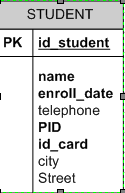 STUDENT
PK id_student
name
enroll_date
telephone
PID
id_card
city
Street